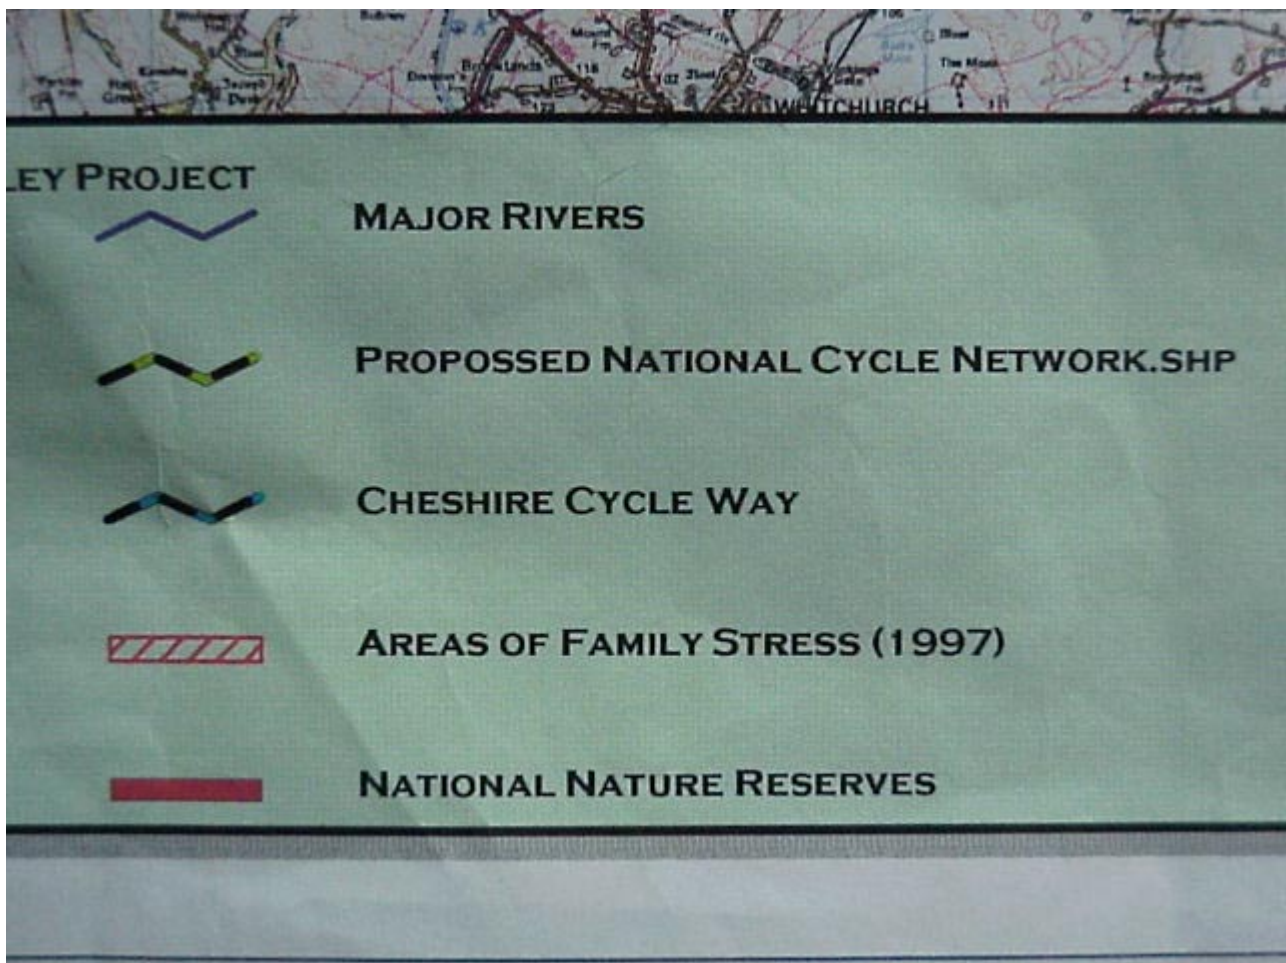 WHITCHURCH
LEY PROJECT
MAJOR RIVERS
PROPOSSED NATIONAL CYCLE NETWORK.SHP
CHESHIRE CYCLE WAY
AREAS OF FAMILY STRESS (1997)
NATIONAL NATURE RESERVES